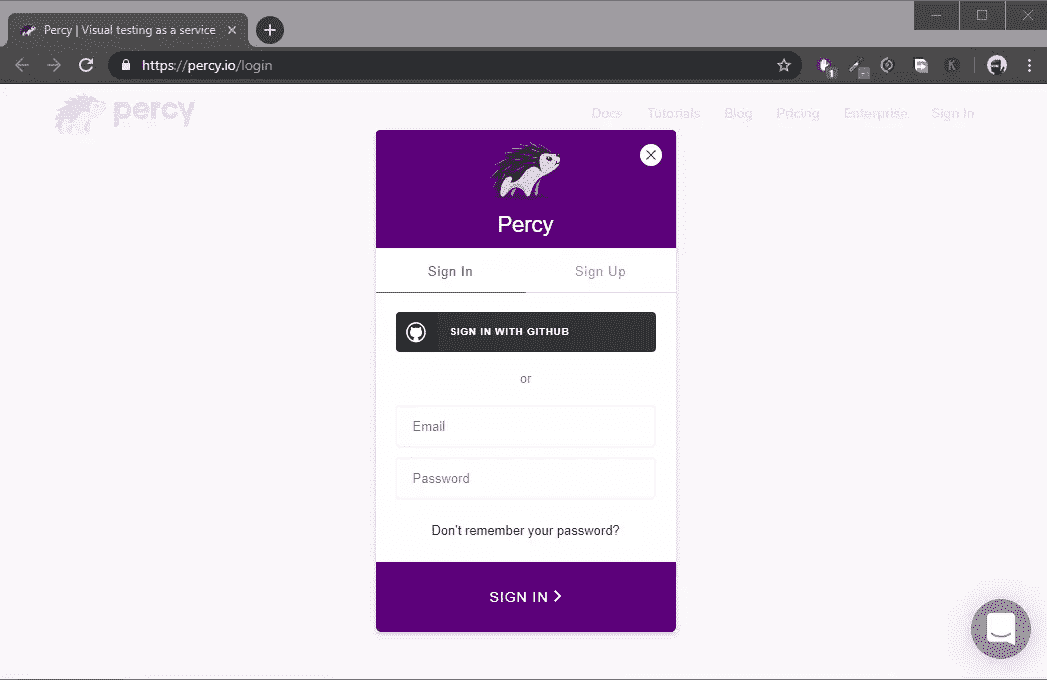 Percy | Visual testing as a service
https://percy.io/login
1
K
percy
Docs Tutorials Blog Pricing Enterprise Sign In
Percy
Sign In Sign Up
SIGN IN WITH GITHUB
or
Email
Password
Don't remember your password?
SIGN IN